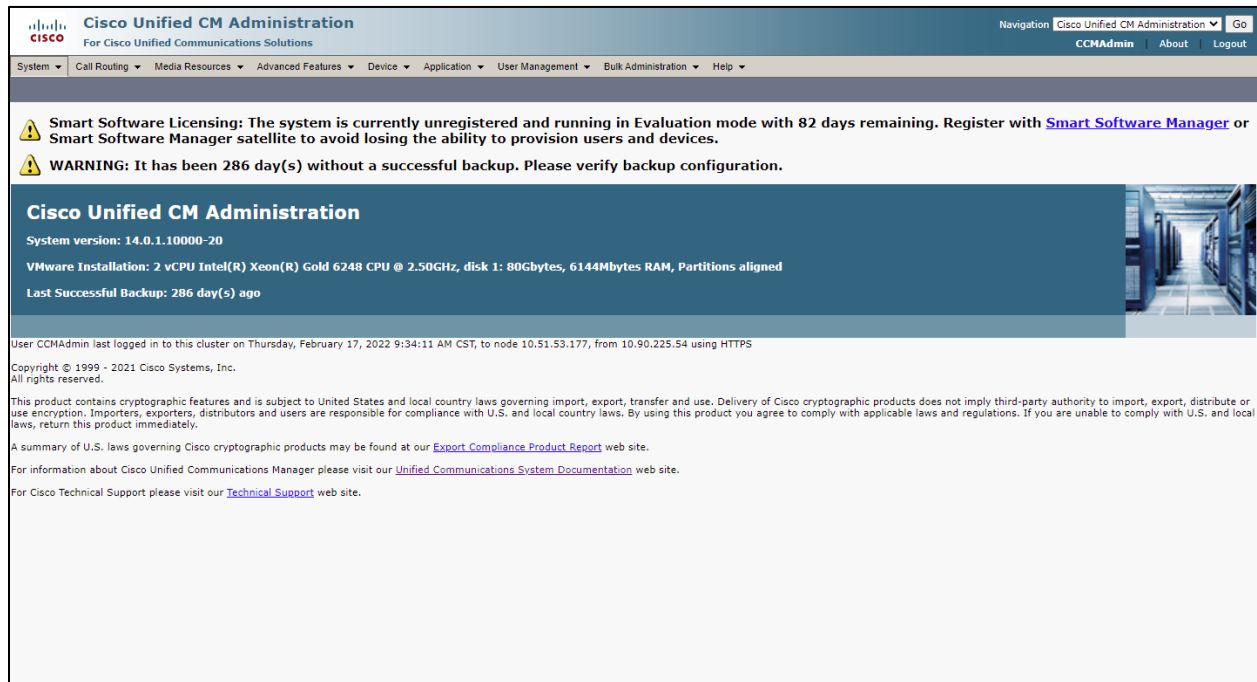 CISCO
Cisco Unified CM Administration
For Cisco Unified Communications Solutions
Navigation Cisco Unified CM Administration Go
CCMAdmin | About | Logout
System Call Routing Media Resources Advanced Features Device Application User Management Bulk Administration Help
Smart Software Licensing: The system is currently unregistered and running in Evaluation mode with 82 days remaining. Register with Smart Software Manager or
Smart Software Manager satellite to avoid losing the ability to provision users and devices.
WARNING: It has been 286 day(s) without a successful backup. Please verify backup configuration.
Cisco Unified CM Administration
System version: 14.0.1.10000-20
VMware Installation: 2 vCPU Intel(R) Xeon(R) Gold 6248 CPU @ 2.50GHz, disk 1: 80Gbytes, 6144Mbytes RAM, Partitions aligned
Last Successful Backup: 286 day(s) ago
User CCMAdmin last logged in to this cluster on Thursday, February 17, 2022 9:34:11 AM CST, to node 10.51.53.177, from 10.90.225.54 using HTTPS
Copyright © 1999 - 2021 Cisco Systems, Inc.
All rights reserved.
This product contains cryptographic features and is subject to United States and local country laws governing import, export, transfer and use. Delivery of Cisco cryptographic products does not imply third-party authority to import, export, distribute or
use encryption. Importers, exporters, distributors and users are responsible for compliance with U.S. and local country laws. By using this product you agree to comply with applicable laws and regulations. If you are unable to comply with U.S. and local
laws, return this product immediately.
A summary of U.S. laws governing Cisco cryptographic products may be found at our Export Compliance Product Report web site.
For information about Cisco Unified Communications Manager please visit our Unified Communications System Documentation web site.
For Cisco Technical Support please visit our Technical Support web site.